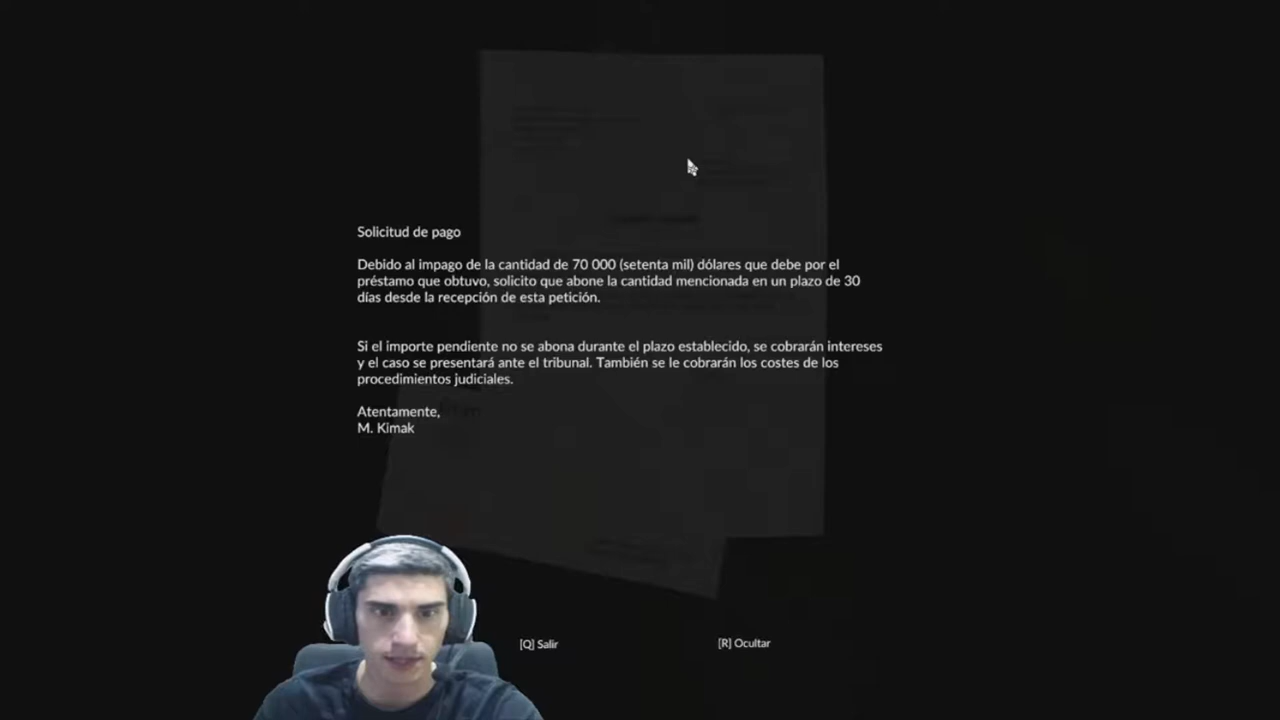 Solicitud de pago
Debido al impago de la cantidad de 70 000 (setenta mil) dólares que debe por el
préstamo que obtuvo, solicito que abone la cantidad mencionada en un plazo de 30
días desde la recepción de esta petición.
Si el importe pendiente no se abona durante el plazo establecido, se cobrarán intereses
y el caso se presentará ante el tribunal. También se le cobrarán los costes de los
procedimientos judiciales.
Atentamente,
M. Kimak
[Q] Salir
[R] Ocultar